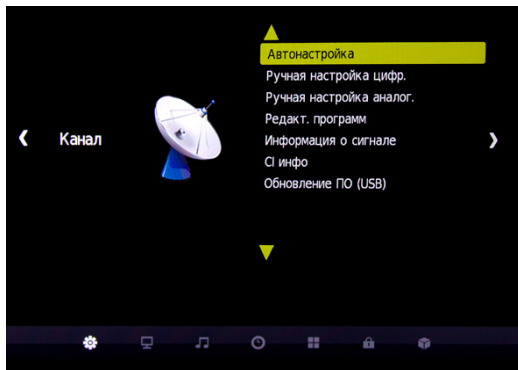 Канал
Автонастройка
Ручная настройка цифр.
Ручная настройка аналог.
Редакт. программ
Информация о сигнале
CI инфо
Обновление ПО (USB)